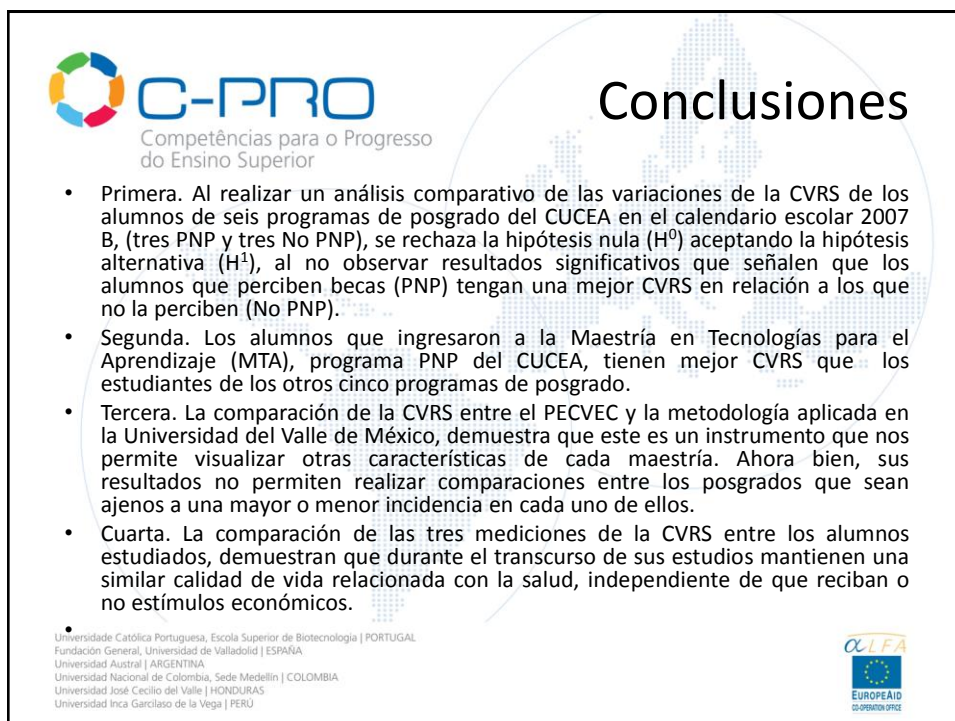 C-PRO
Competências para o Progresso
do Ensino Superior
Conclusiones
• Primera. Al realizar un análisis comparativo de las variaciones de la CVRS de los
alumnos de seis programas de posgrado del CUCEA en el calendario escolar 2007
B, (tres PNP y tres No PNP), se rechaza la hipótesis nula (H⁰) aceptando la hipótesis
alternativa (H¹), al no observar resultados significativos que señalen que los
alumnos que perciben becas (PNP) tengan una mejor CVRS en relación a los que
no la perciben (No PNP).
• Segunda. Los alumnos que ingresaron a la Maestría en Tecnologías para el
Aprendizaje (MTA), programa PNP del CUCEA, tienen mejor CVRS que los
estudiantes de los otros cinco programas de posgrado.
• Tercera. La comparación de la CVRS entre el PECVEC y la metodología aplicada en
la Universidad del Valle de México, demuestra que este es un instrumento que nos
permite visualizar otras características de cada maestría. Ahora bien, sus
resultados no permiten realizar comparaciones entre los posgrados que sean
ajenos a una mayor o menor incidencia en cada uno de ellos.
• Cuarta. La comparación de las tres mediciones de la CVRS entre los alumnos
estudiados, demuestran que durante el transcurso de sus estudios mantienen una
similar calidad de vida relacionada con la salud, independiente de que reciban o
no estímulos económicos.
•
Universidade Católica Portuguesa, Escola Superior de Biotecnologia | PORTUGAL
Fundación General, Universidad de Valladolid | ESPAÑA
Universidad Austral | ARGENTINA
Universidad Nacional de Colombia, Sede Medellín | COLOMBIA
Universidad José Cecilio del Valle | HONDURAS
Universidad Inca Garcilaso de la Vega | PERÚ
αLFA
EUROPEAID
CO-OPERATION OFFICE